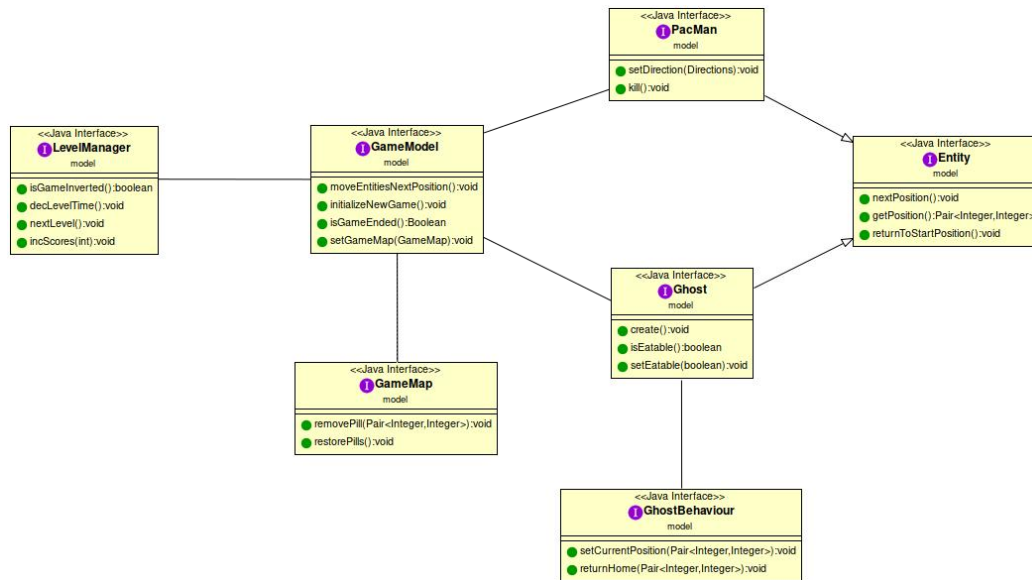 <<Java Interface>>
I PacMan
model
setDirection(Directions):void
kill():void
<<Java Interface>>
I LevelManager
model
isGameInverted():boolean
decLevelTime():void
nextLevel():void
incScores(int):void
<<Java Interface>>
I GameModel
model
moveEntitiesNextPosition():void
initializeNewGame():void
isGameEnded():Boolean
setGameMap(GameMap):void
<<Java Interface>>
I Entity
model
nextPosition():void
getPosition():Pair<Integer,Integer>
returnToStartPosition():void
<<Java Interface>>
I Ghost
model
create():void
isEatable():boolean
setEatable(boolean):void
<<Java Interface>>
I GameMap
model
removePill(Pair<Integer,Integer>):void
restorePills():void
<<Java Interface>>
I GhostBehaviour
model
setCurrentPosition(Pair<Integer,Integer>):void
returnHome(Pair<Integer,Integer>):void